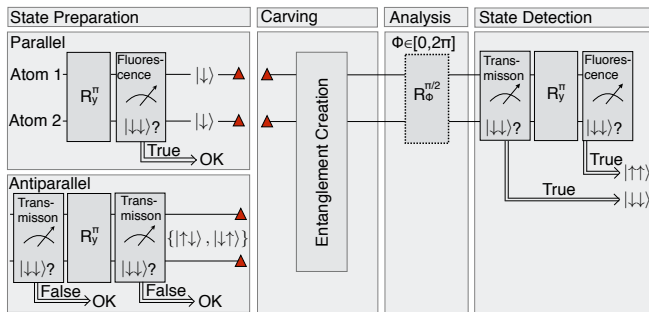 State Preparation
Carving
Analysis
State Detection
Parallel
Atom 1
Atom 2
R_y^π
Fluores-
cence
|↓↓⟩?
True
OK
|↓⟩
|↓⟩
Entanglement Creation
Φ∈[0,2π]
R_Φ^{π/2}
Trans-
misson
|↓↓⟩?
R_y^π
Fluores-
cence
|↓↓⟩?
True
|↑↑⟩
True
|↓↓⟩
Antiparallel
Trans-
misson
|↓↓⟩?
False
OK
R_y^π
Trans-
misson
|↓↓⟩?
False
OK
{|↑↓⟩, |↓↑⟩}